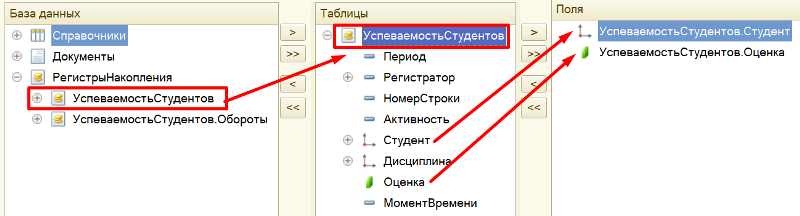 База данных
Справочники
Документы
РегистрыНакопления
УспеваемостьСтудентов
УспеваемостьСтудентов.Обороты
>
>>
<
<<
Таблицы
УспеваемостьСтудентов
Период
Регистратор
НомерСтроки
Активность
Студент
Дисциплина
Оценка
МоментВремени
>
>>
<
<<
Поля
УспеваемостьСтудентов.Студент
УспеваемостьСтудентов.Оценка